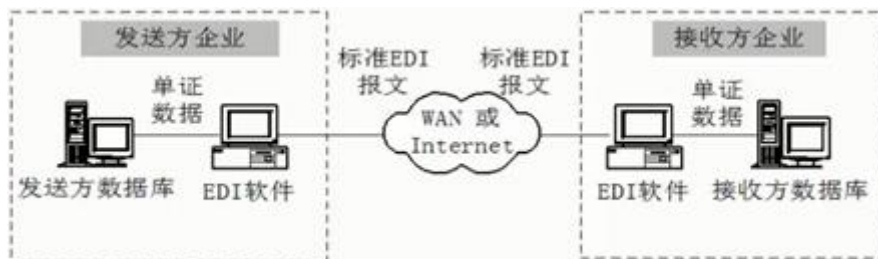 发送方企业
接收方企业
标准EDI
报文
标准EDI
报文
单证
数据
单证
数据
WAN 或
Internet
发送方数据库
EDI软件
EDI软件
接收方数据库